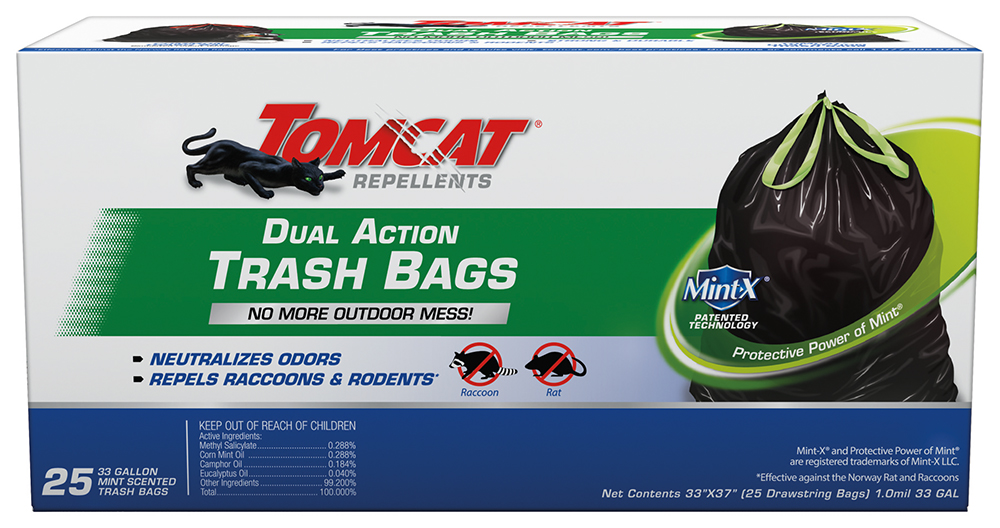 TOMCAT®
REPELLENTS
DUAL ACTION
TRASH BAGS
NO MORE OUTDOOR MESS!
NEUTRALIZES ODORS
REPELS RACCOONS & RODENTS*
Raccoon
Rat
Mint-X®
PATENTED
TECHNOLOGY
Protective Power of Mint®
25
33 GALLON
MINT SCENTED
TRASH BAGS
KEEP OUT OF REACH OF CHILDREN
Active Ingredients:
Methyl Salicylate 0.288%
Corn Mint Oil 0.288%
Camphor Oil 0.184%
Eucalyptus Oil 0.040%
Other Ingredients 99.200%
Total 100.000%
Mint-X® and Protective Power of Mint®
are registered trademarks of Mint-X LLC.
*Effective against the Norway Rat and Raccoons
Net Contents 33"X37" (25 Drawstring Bags) 1.0mil 33 GAL